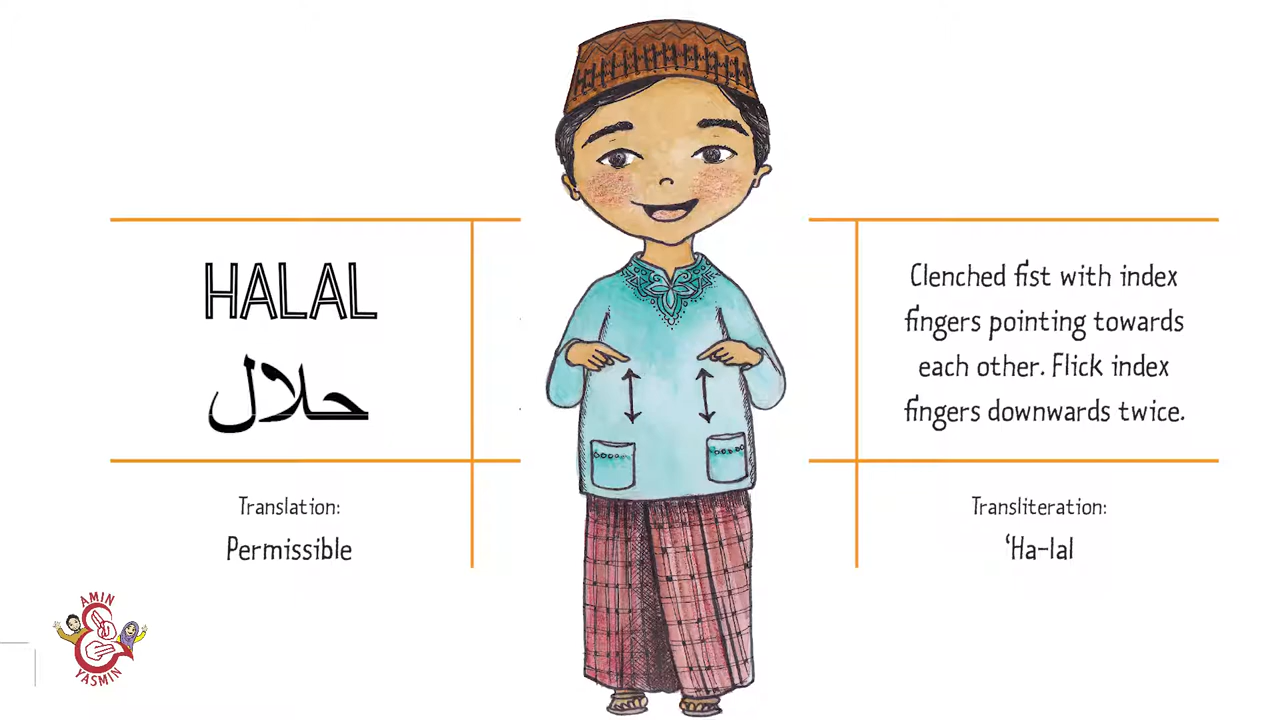 HALAL
حلال
Translation:
Permissible
Clenched fist with index
fingers pointing towards
each other. Flick index
fingers downwards twice.
Transliteration:
‘Ha-lal
AMIN
YASMIN